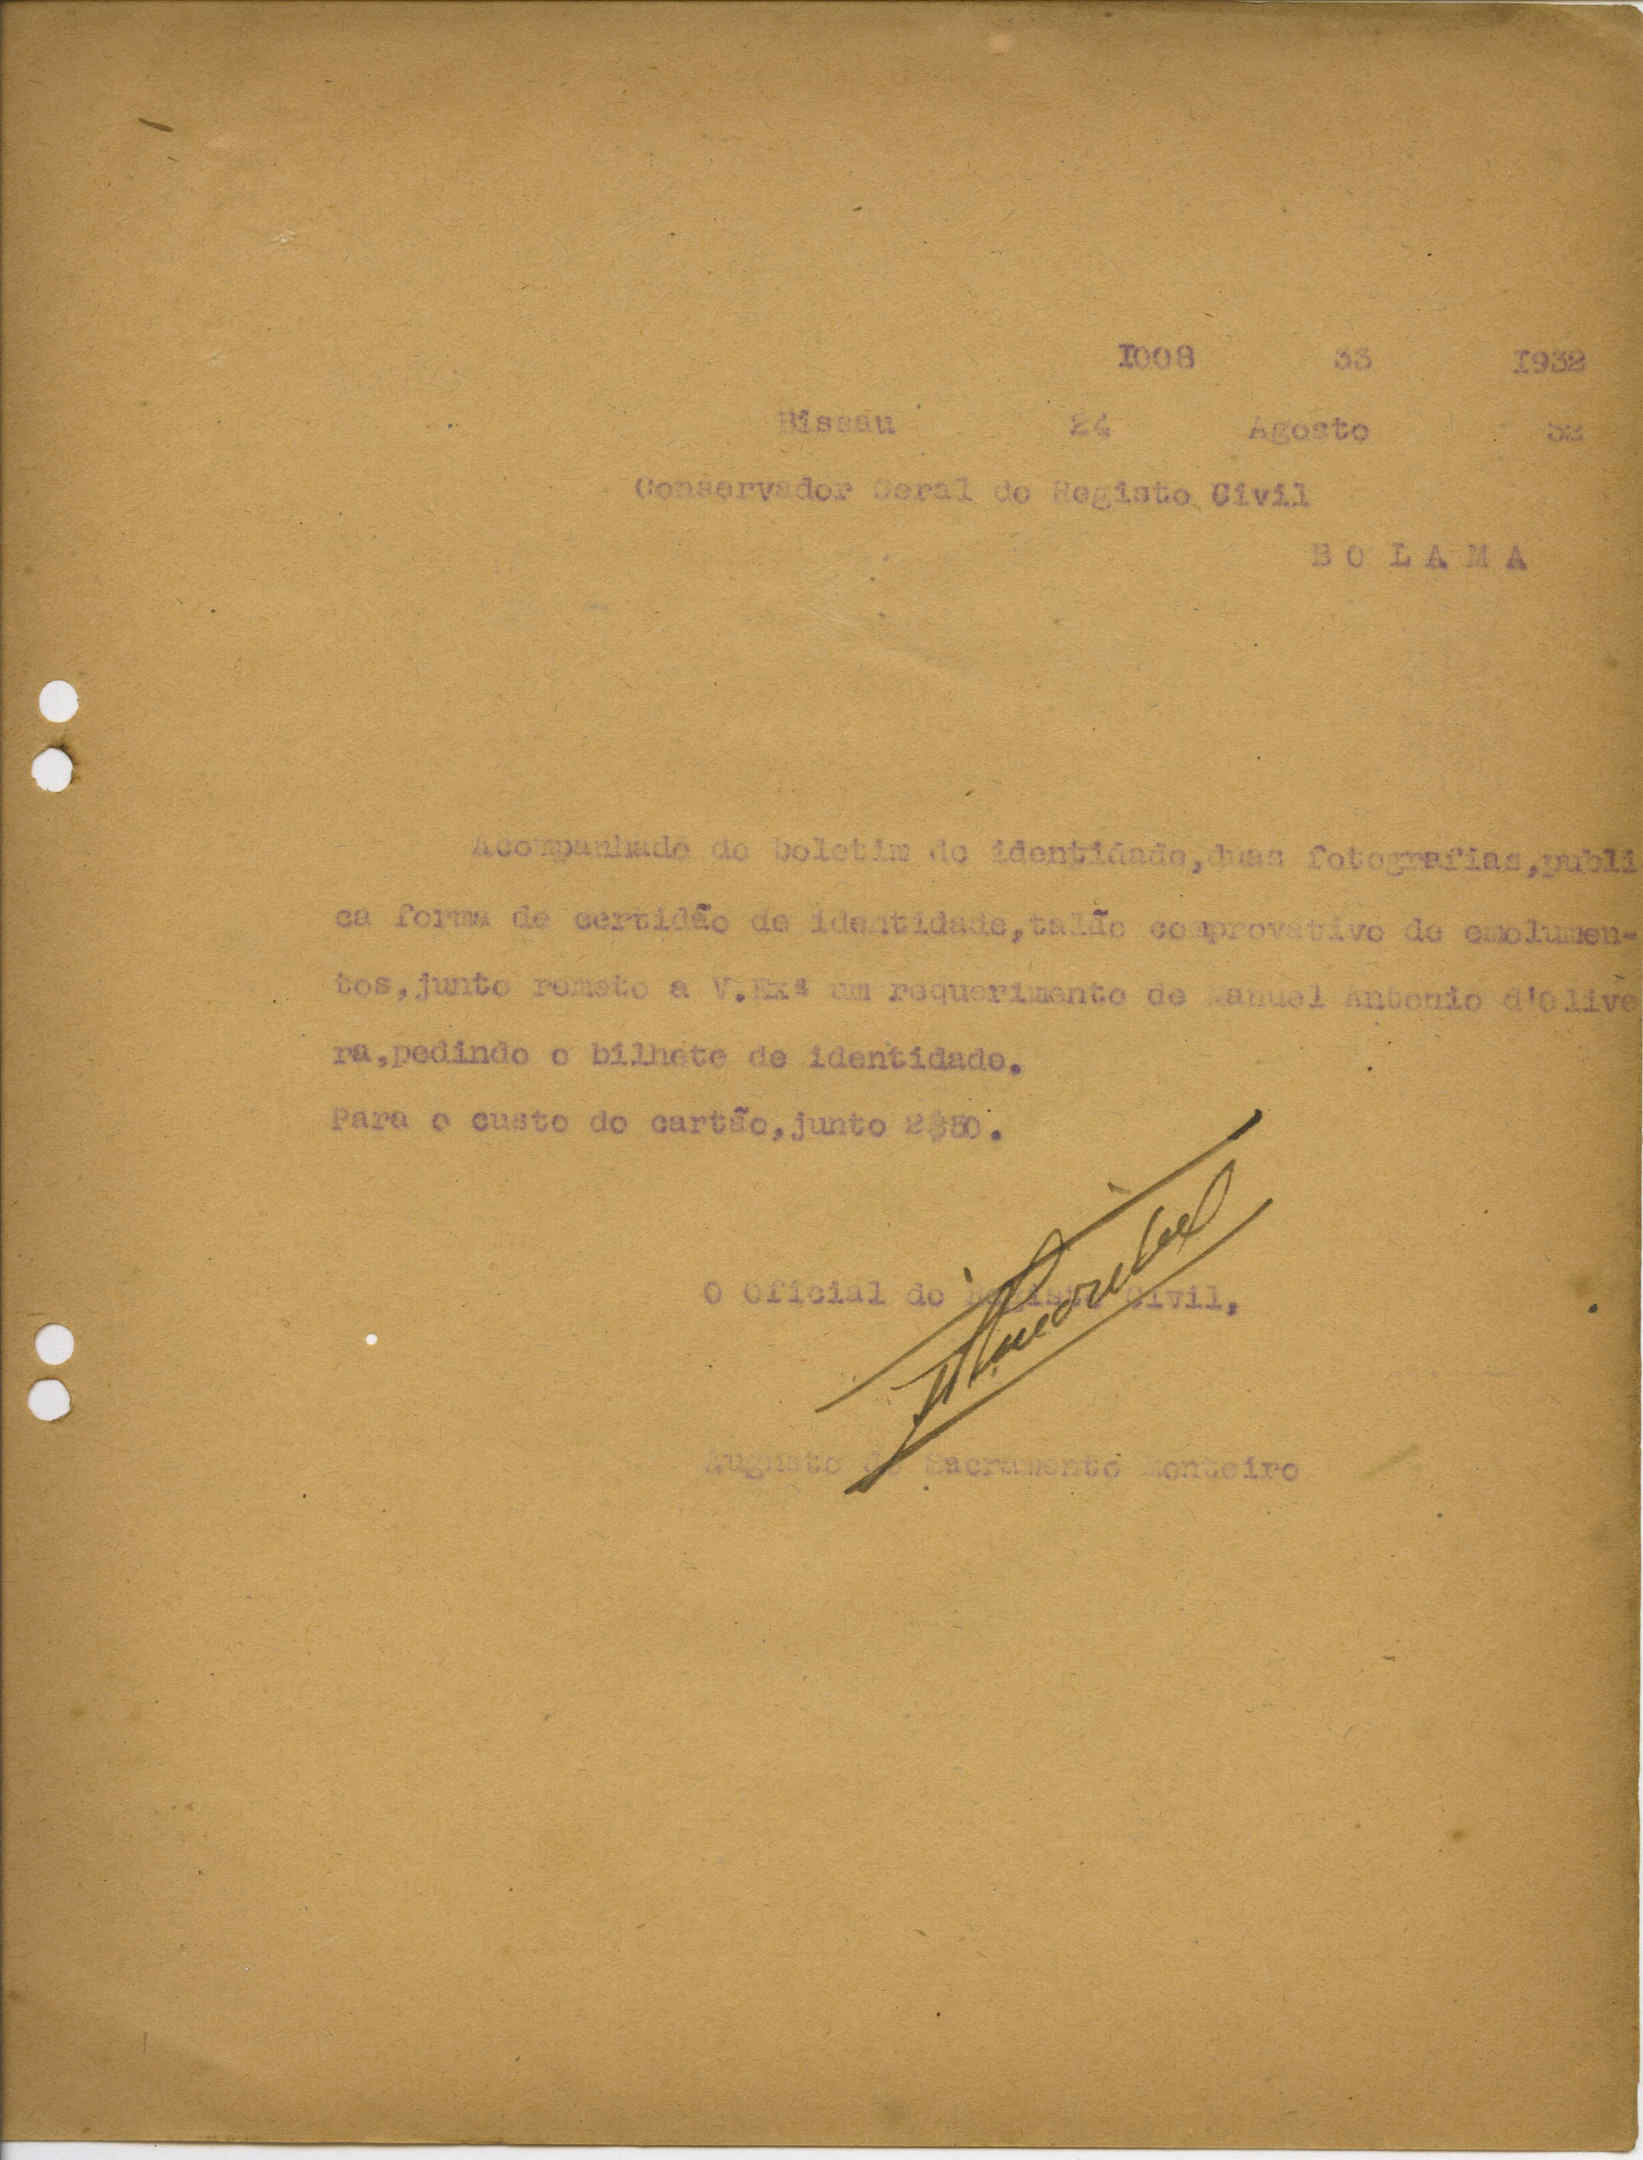 I008 33 I932
Bissau 24 Agosto 32
Conservador Geral do Registo Civil
B O L A M A
Acompanhado do boletim de identidade,duas fotografias,publi
ca forma de certidão de identidade,talão comprovativo de emolumen-
tos,junto remeto a V.Exª um requerimento de Manuel Antonio d'Olive
ra,pedindo o bilhete de identidade.
Para o custo do cartão,junto 2$50.
O Oficial do Registo Civil,
Augusto do Sacramento Monteiro